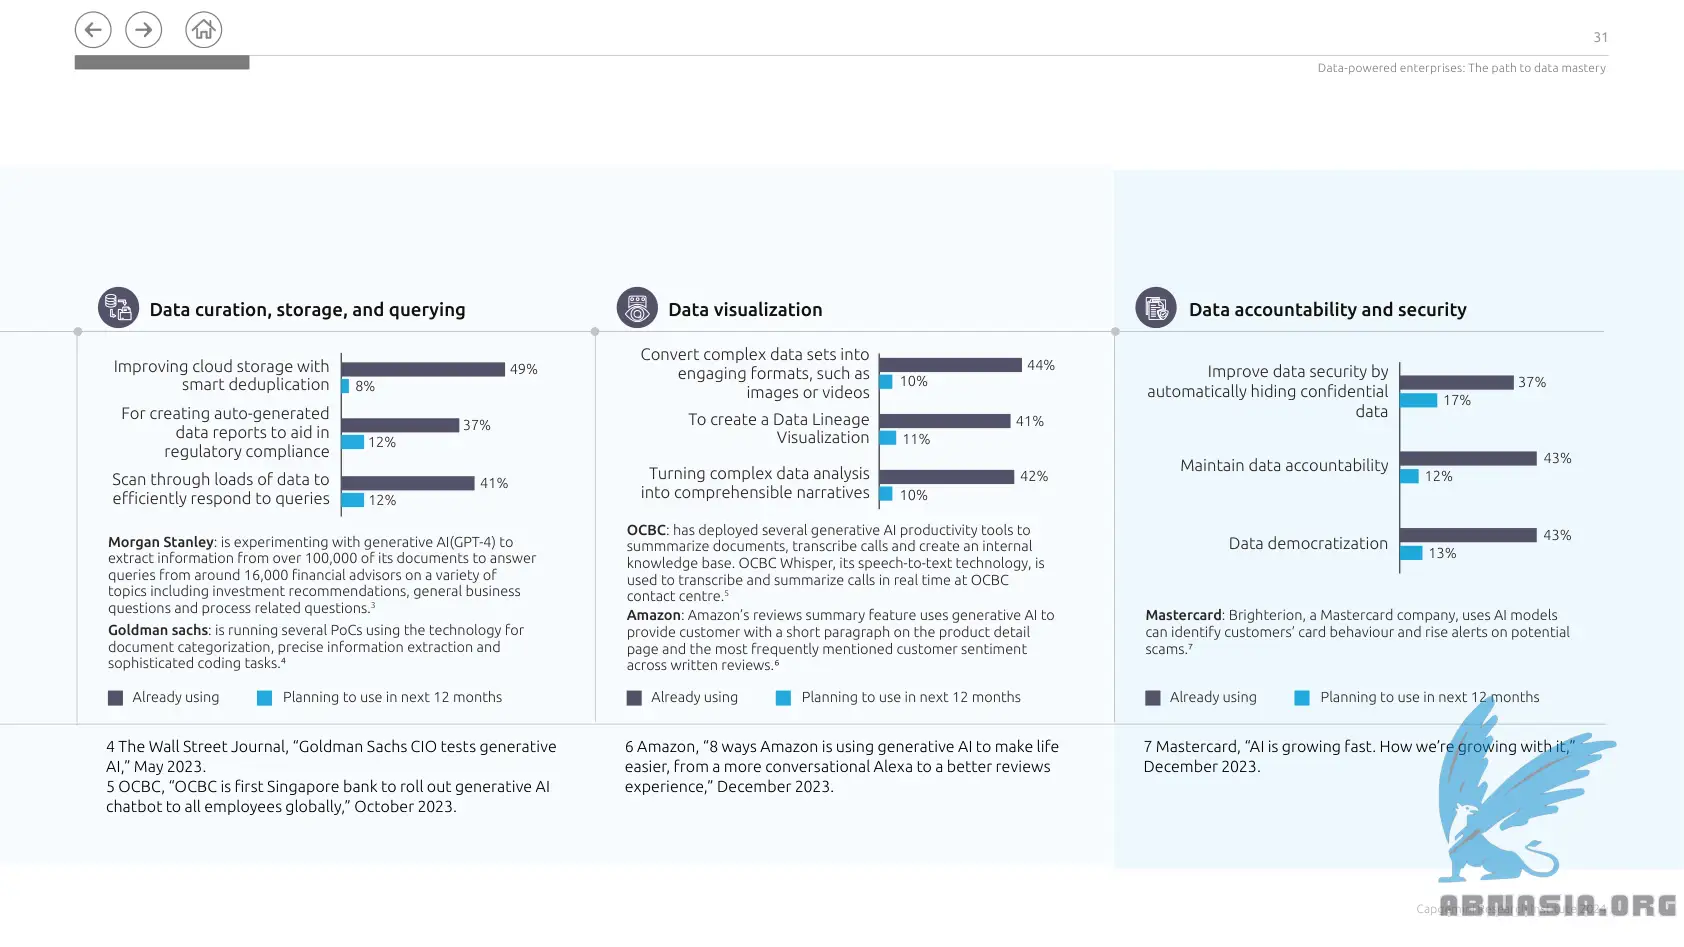 31
Data-powered enterprises: The path to data mastery
Data curation, storage, and querying
Improving cloud storage with
smart deduplication
49%
8%
For creating auto-generated
data reports to aid in
regulatory compliance
37%
12%
Scan through loads of data to
efficiently respond to queries
41%
12%
Morgan Stanley: is experimenting with generative AI(GPT-4) to
extract information from over 100,000 of its documents to answer
queries from around 16,000 financial advisors on a variety of
topics including investment recommendations, general business
questions and process related questions.³
Goldman sachs: is running several PoCs using the technology for
document categorization, precise information extraction and
sophisticated coding tasks.⁴
Already using
Planning to use in next 12 months
4 The Wall Street Journal, “Goldman Sachs CIO tests generative
AI,” May 2023.
5 OCBC, “OCBC is first Singapore bank to roll out generative AI
chatbot to all employees globally,” October 2023.
Data visualization
Convert complex data sets into
engaging formats, such as
images or videos
44%
10%
To create a Data Lineage
Visualization
41%
11%
Turning complex data analysis
into comprehensible narratives
42%
10%
OCBC: has deployed several generative AI productivity tools to
summmarize documents, transcribe calls and create an internal
knowledge base. OCBC Whisper, its speech-to-text technology, is
used to transcribe and summarize calls in real time at OCBC
contact centre.⁵
Amazon: Amazon’s reviews summary feature uses generative AI to
provide customer with a short paragraph on the product detail
page and the most frequently mentioned customer sentiment
across written reviews.⁶
Already using
Planning to use in next 12 months
6 Amazon, “8 ways Amazon is using generative AI to make life
easier, from a more conversational Alexa to a better reviews
experience,” December 2023.
Data accountability and security
Improve data security by
automatically hiding confidential
data
37%
17%
Maintain data accountability
43%
12%
Data democratization
43%
13%
Mastercard: Brighterion, a Mastercard company, uses AI models
can identify customers’ card behaviour and rise alerts on potential
scams.⁷
Already using
Planning to use in next 12 months
7 Mastercard, “AI is growing fast. How we’re growing with it,”
December 2023.
ABMASIA.ORG